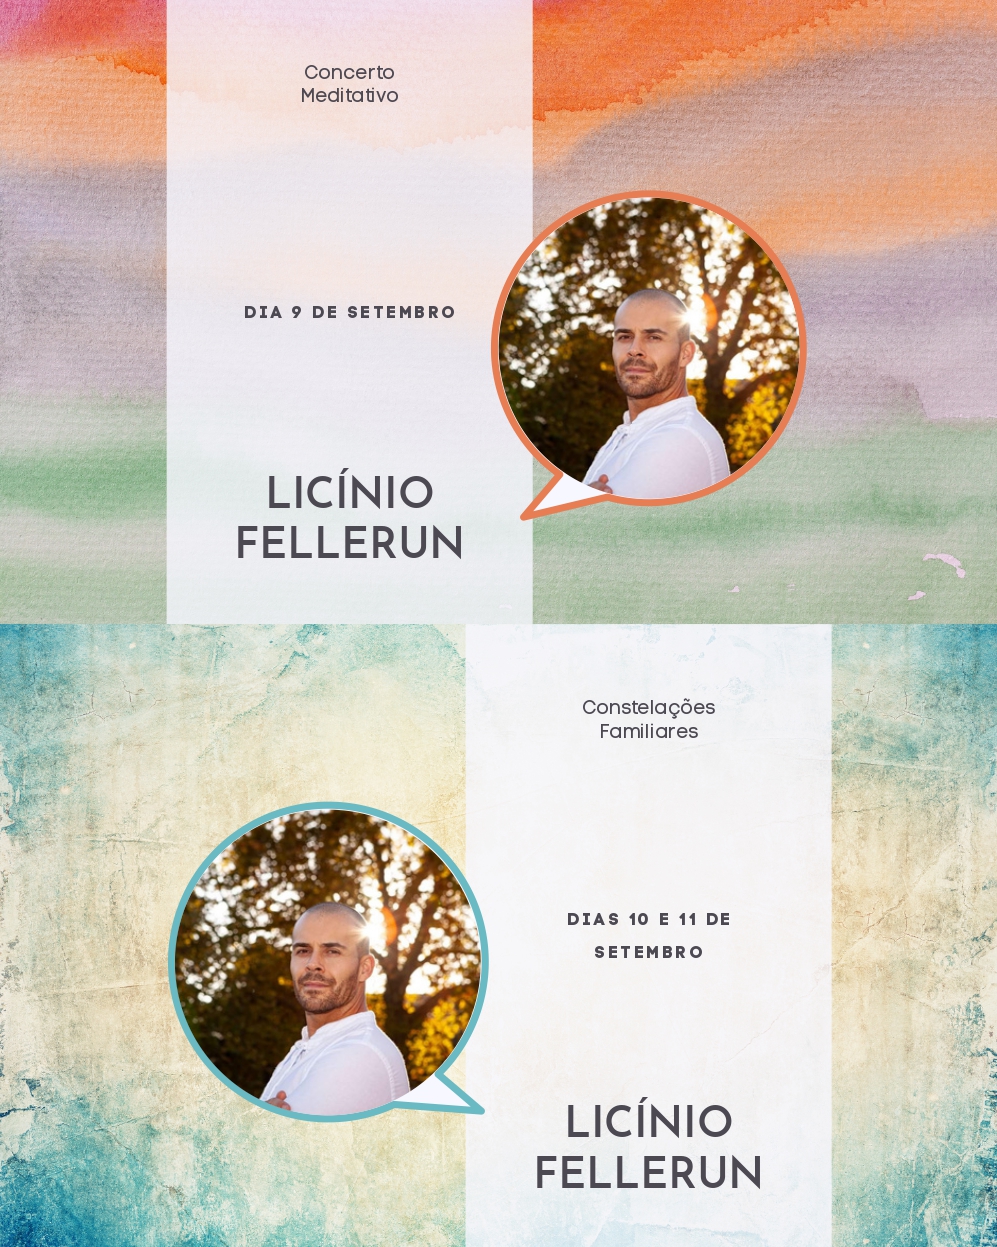 Concerto
Meditativo
DIA 9 DE SETEMBRO
LICÍNIO
FELLERUN
Constelações
Familiares
DIAS 10 E 11 DE
SETEMBRO
LICÍNIO
FELLERUN